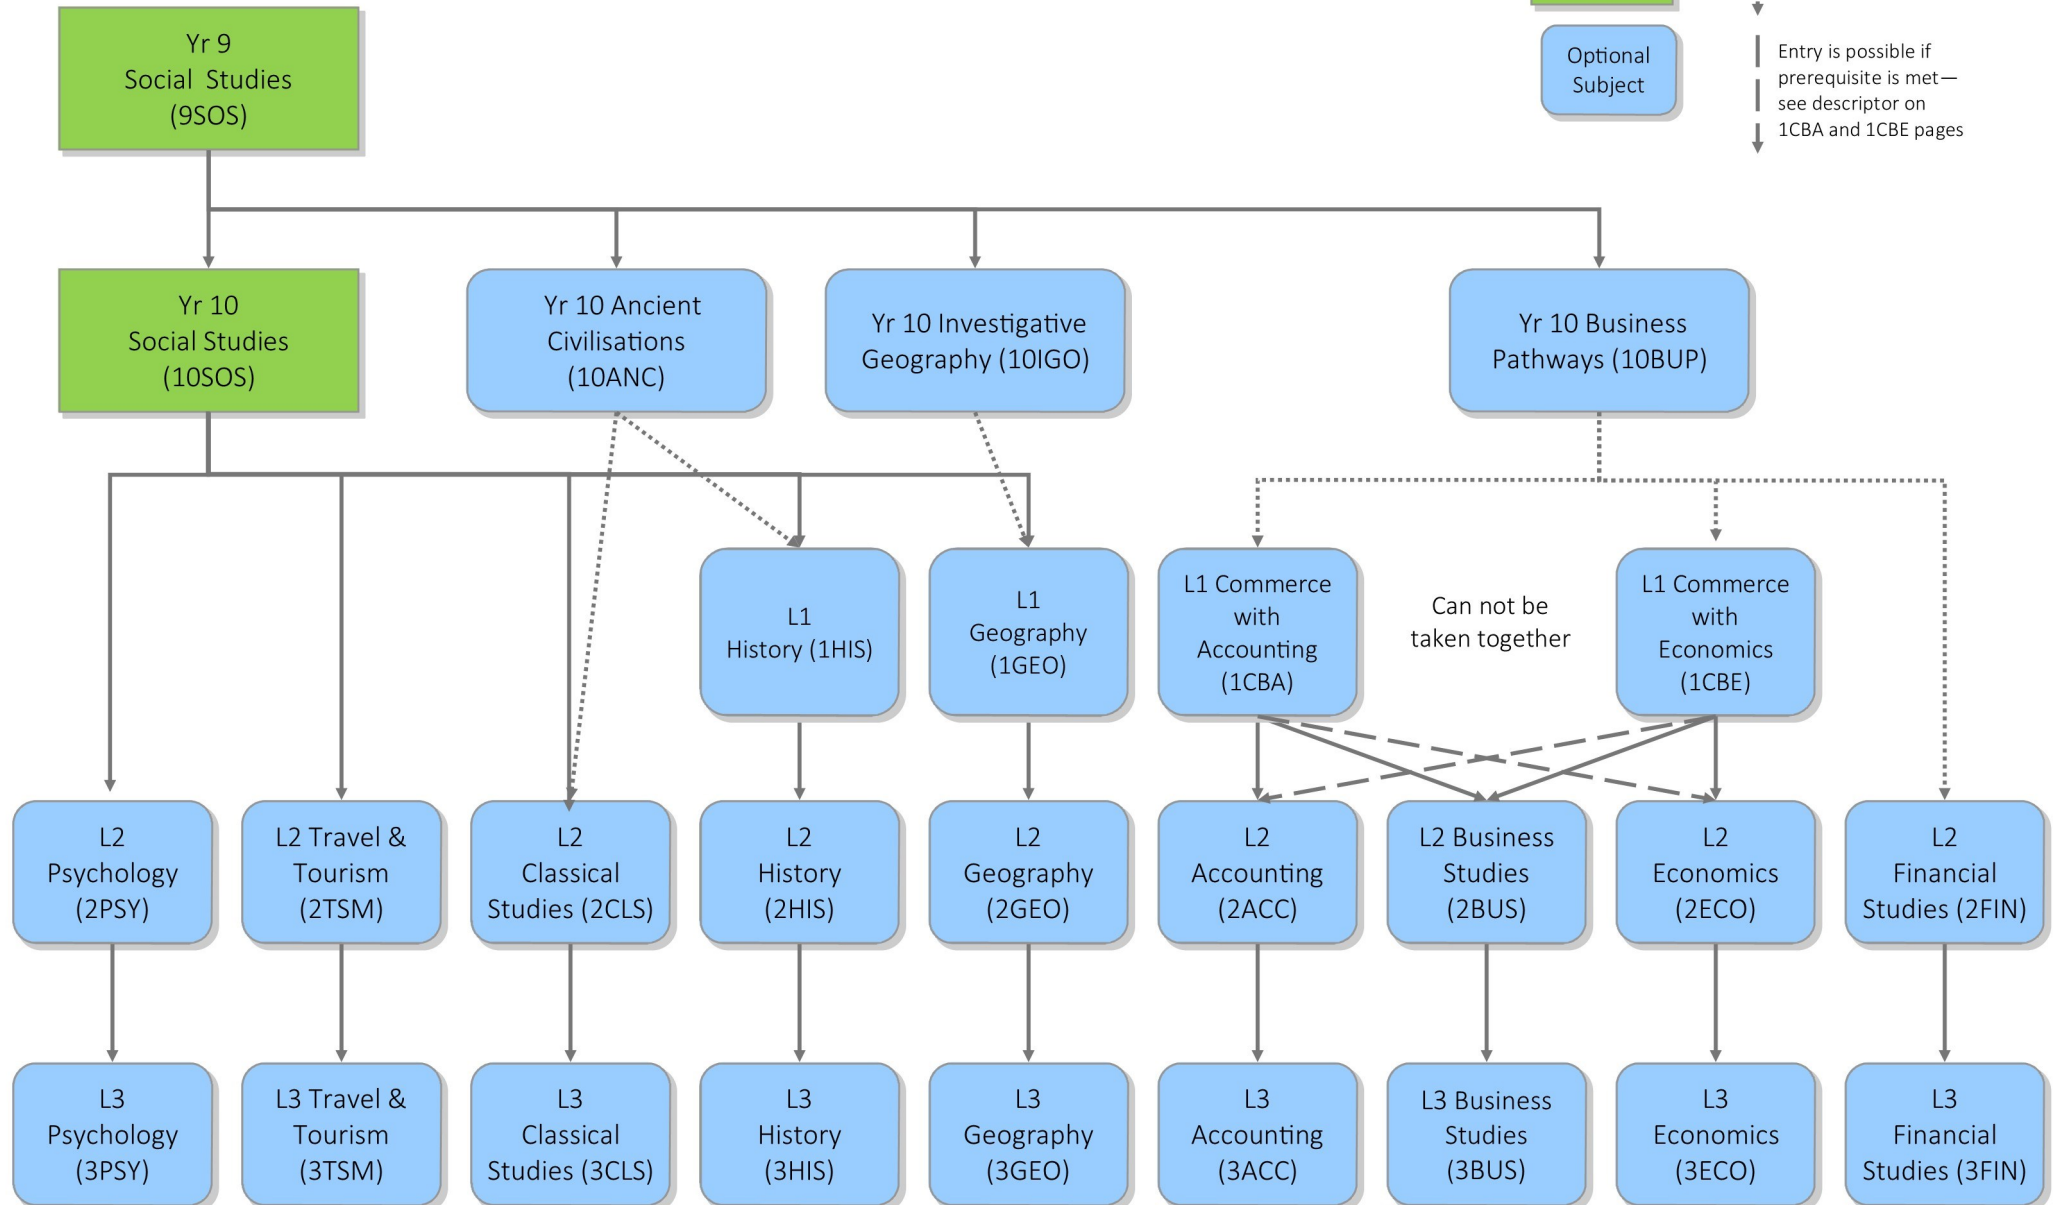 Yr 9
Social Studies
(9SOS)
Optional
Subject
Entry is possible if
prerequisite is met—
see descriptor on
1CBA and 1CBE pages
Yr 10
Social Studies
(10SOS)
Yr 10 Ancient
Civilisations
(10ANC)
Yr 10 Investigative
Geography (10IGO)
Yr 10 Business
Pathways (10BUP)
L1
History (1HIS)
L1
Geography
(1GEO)
L1 Commerce
with
Accounting
(1CBA)
Can not be
taken together
L1 Commerce
with
Economics
(1CBE)
L2
Psychology
(2PSY)
L2 Travel &
Tourism
(2TSM)
L2
Classical
Studies (2CLS)
L2
History
(2HIS)
L2
Geography
(2GEO)
L2
Accounting
(2ACC)
L2 Business
Studies
(2BUS)
L2
Economics
(2ECO)
L2
Financial
Studies (2FIN)
L3
Psychology
(3PSY)
L3 Travel &
Tourism
(3TSM)
L3
Classical
Studies (3CLS)
L3
History
(3HIS)
L3
Geography
(3GEO)
L3
Accounting
(3ACC)
L3 Business
Studies
(3BUS)
L3
Economics
(3ECO)
L3
Financial
Studies (3FIN)